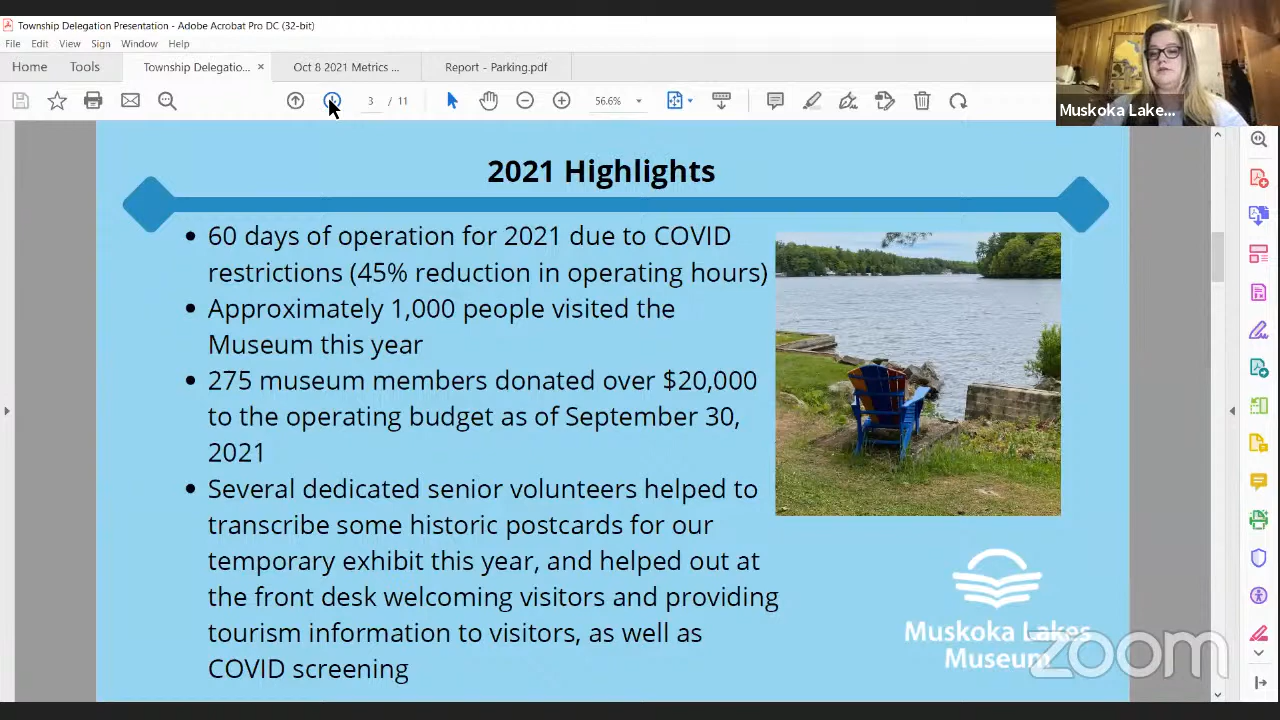 Township Delegation Presentation - Adobe Acrobat Pro DC (32-bit)
File Edit View Sign Window Help
Home Tools Township Delegatio... × Oct 8 2021 Metrics ... Report - Parking.pdf
3 / 11 56.6%
Muskoka Lake...
2021 Highlights
• 60 days of operation for 2021 due to COVID
restrictions (45% reduction in operating hours)
• Approximately 1,000 people visited the
Museum this year
• 275 museum members donated over $20,000
to the operating budget as of September 30,
2021
• Several dedicated senior volunteers helped to
transcribe some historic postcards for our
temporary exhibit this year, and helped out at
the front desk welcoming visitors and providing
tourism information to visitors, as well as
COVID screening
Muskoka Lakes
Museum
zoom